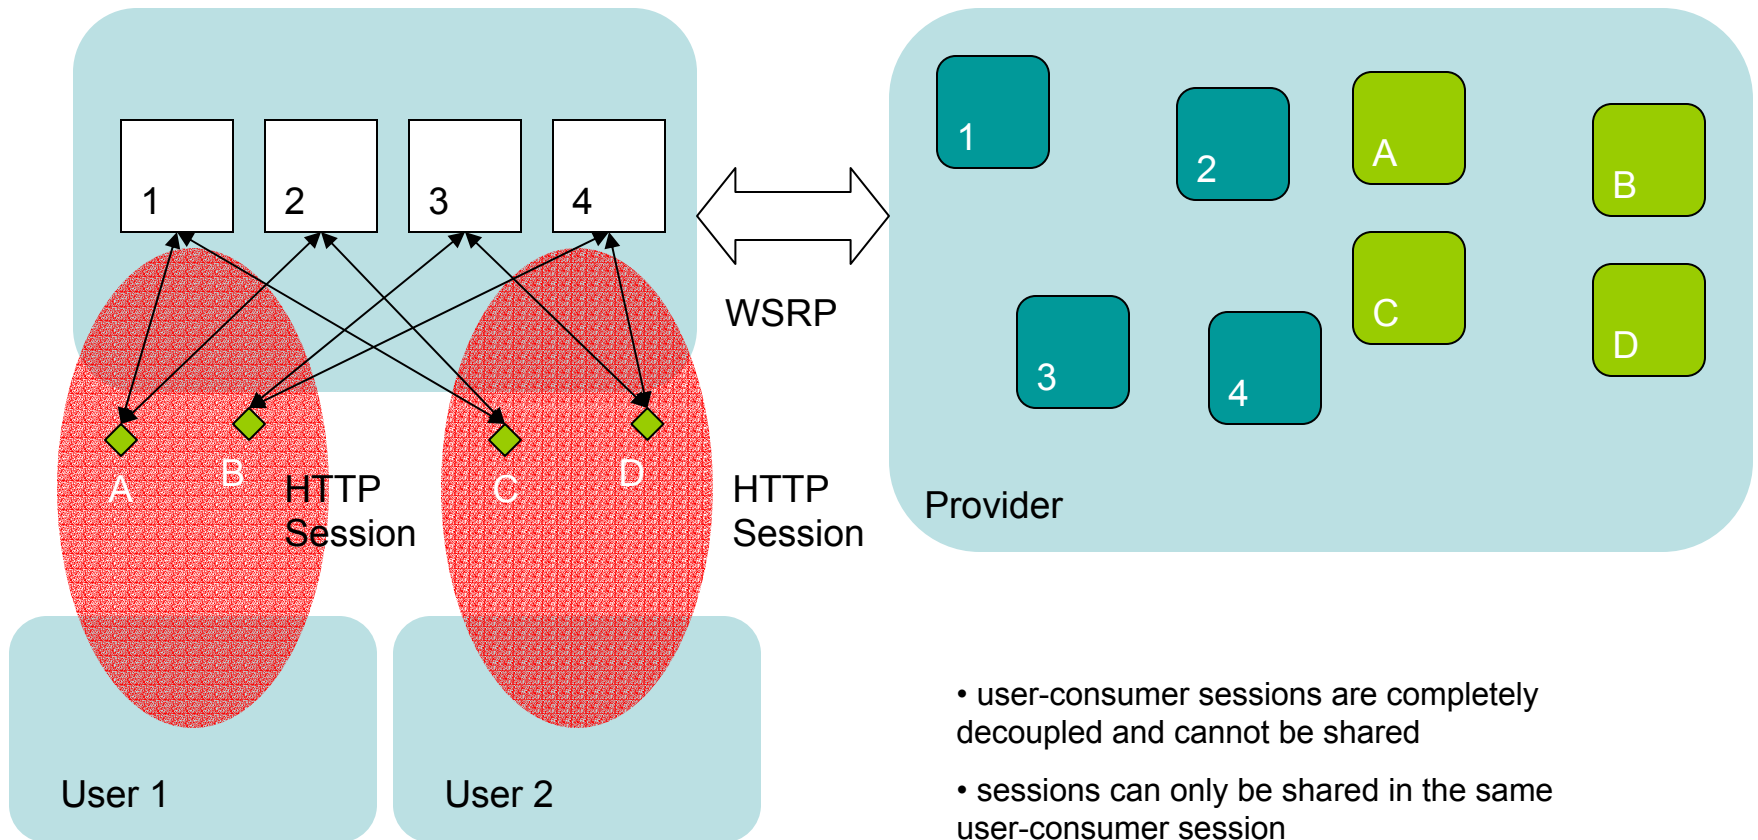 1
2
3
4
A
B
HTTP
Session
C
D
HTTP
Session
User 1
User 2
WSRP
1
2
A
B
C
D
3
4
Provider
• user-consumer sessions are completely
decoupled and cannot be shared
• sessions can only be shared in the same
user-consumer session